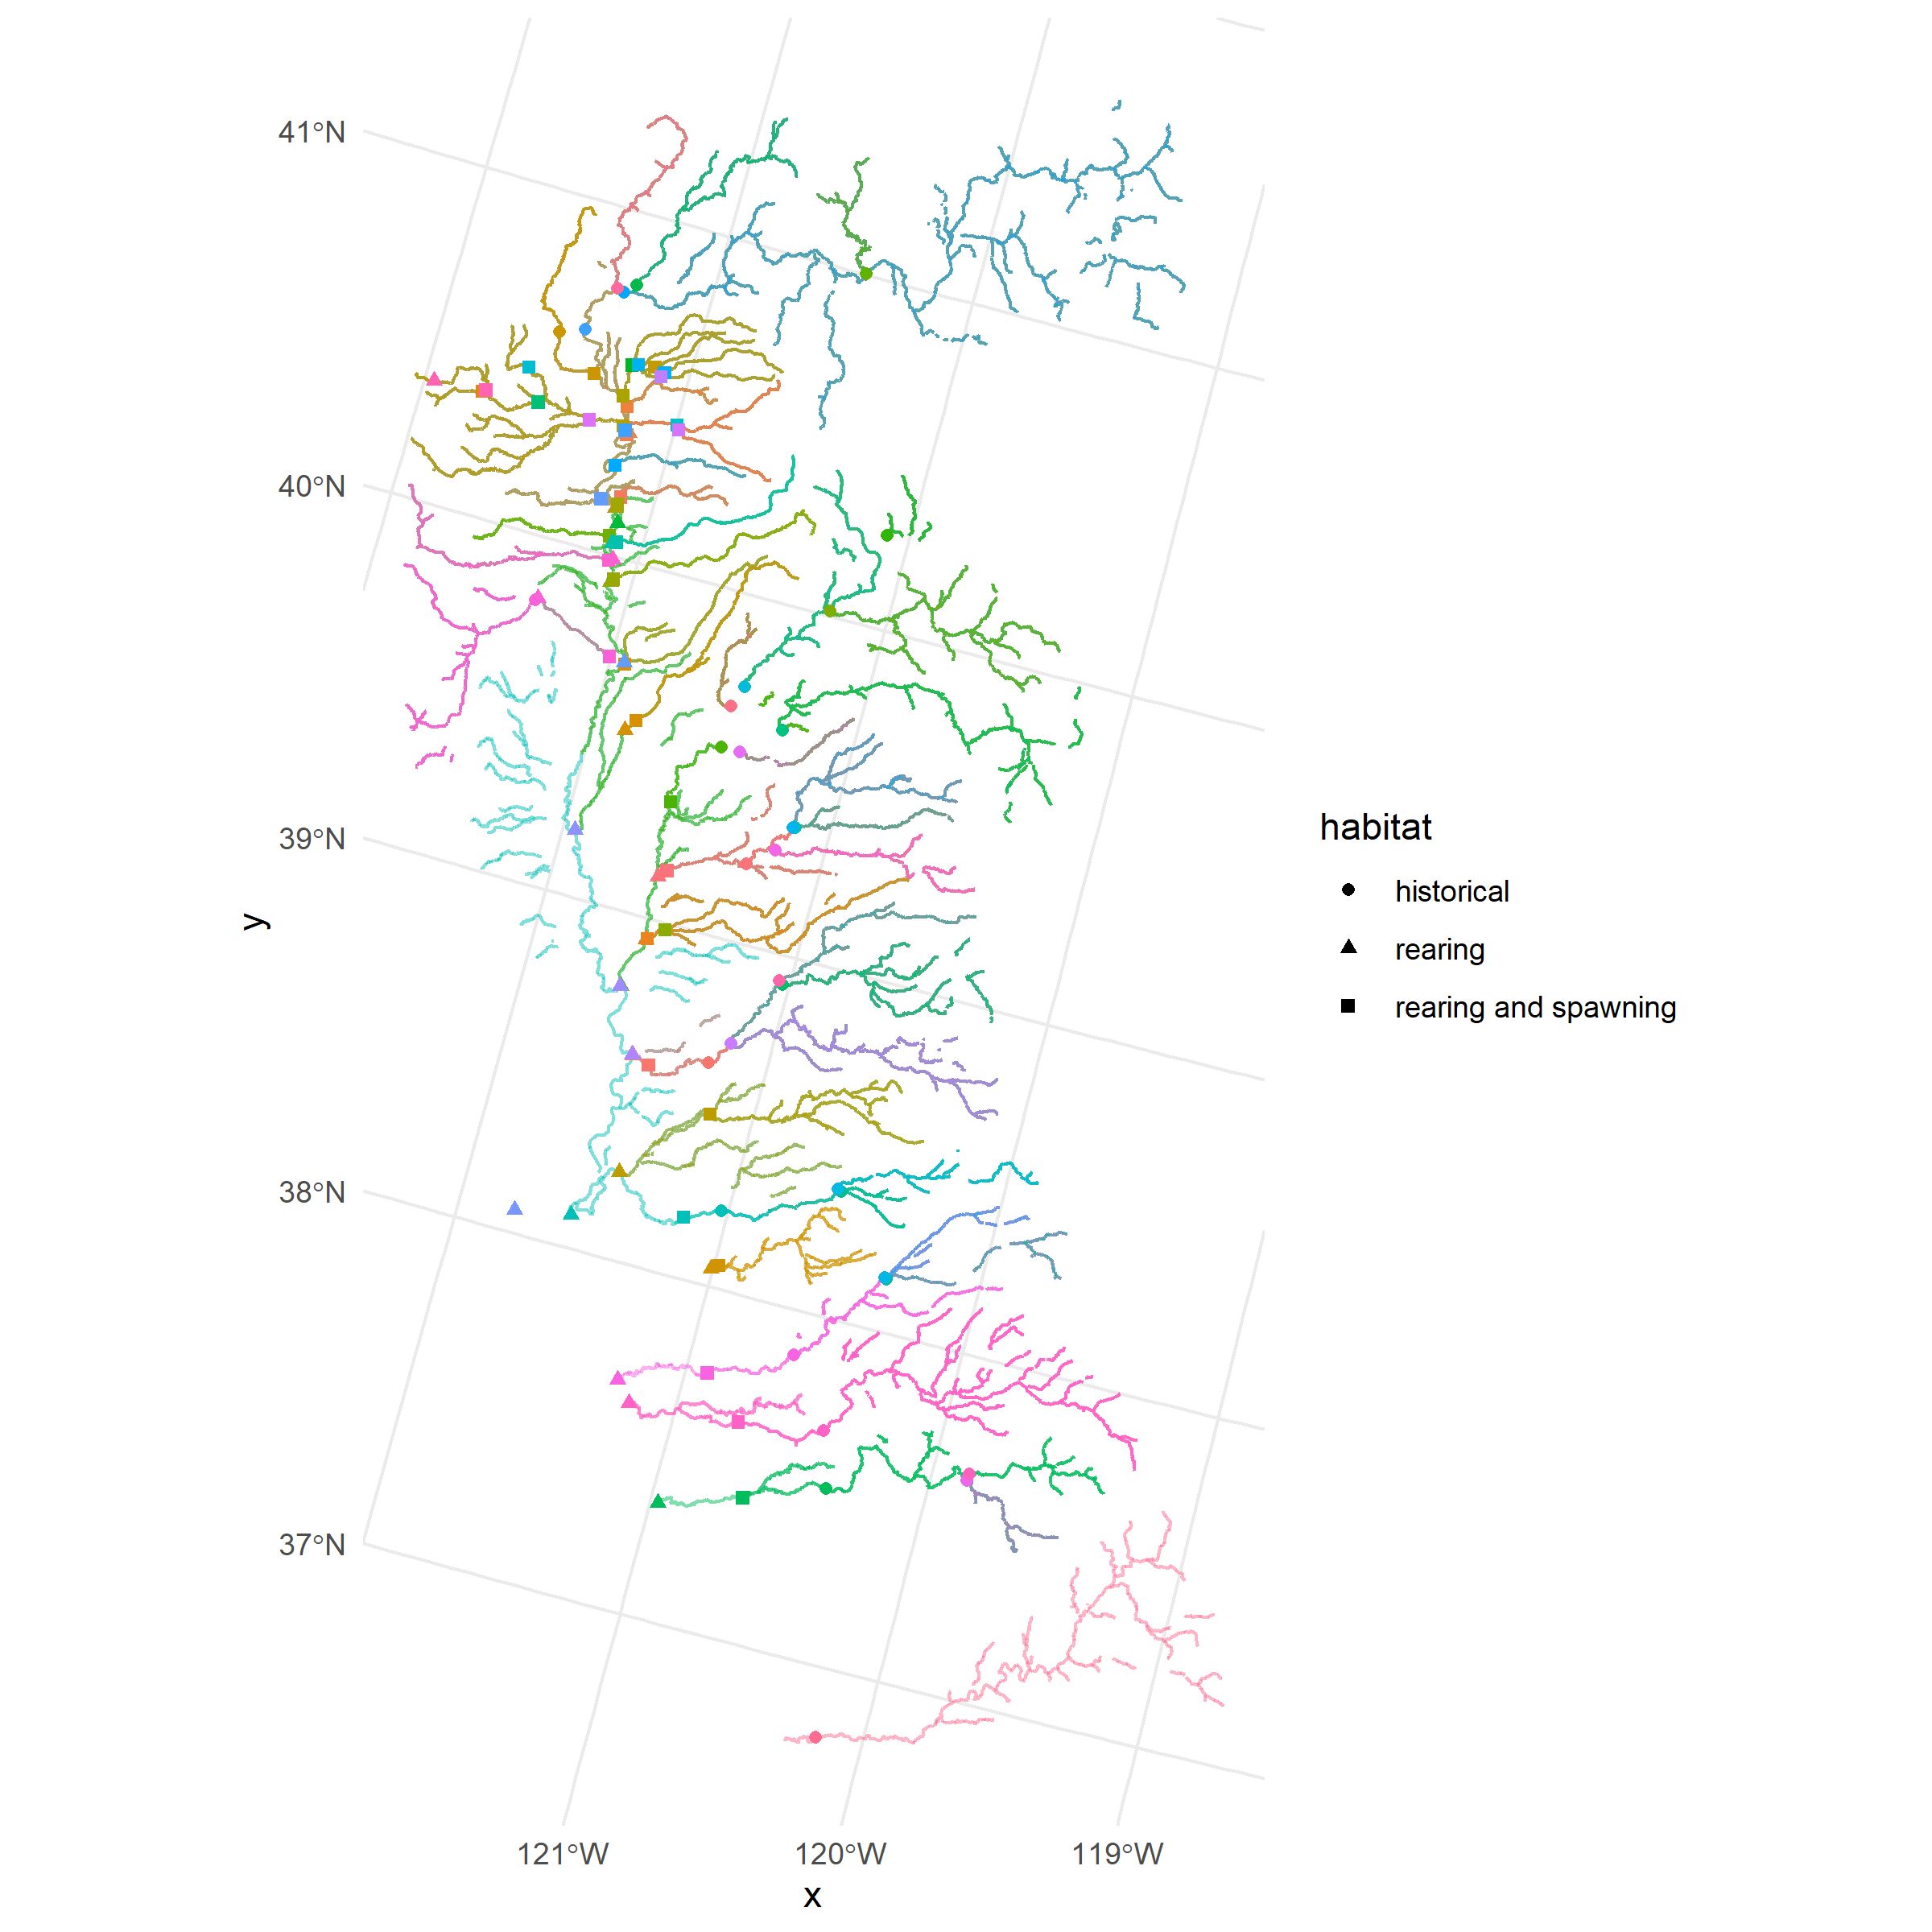 41°N
40°N
39°N
38°N
37°N
y
121°W 120°W 119°W
x
habitat
historical
rearing
rearing and spawning